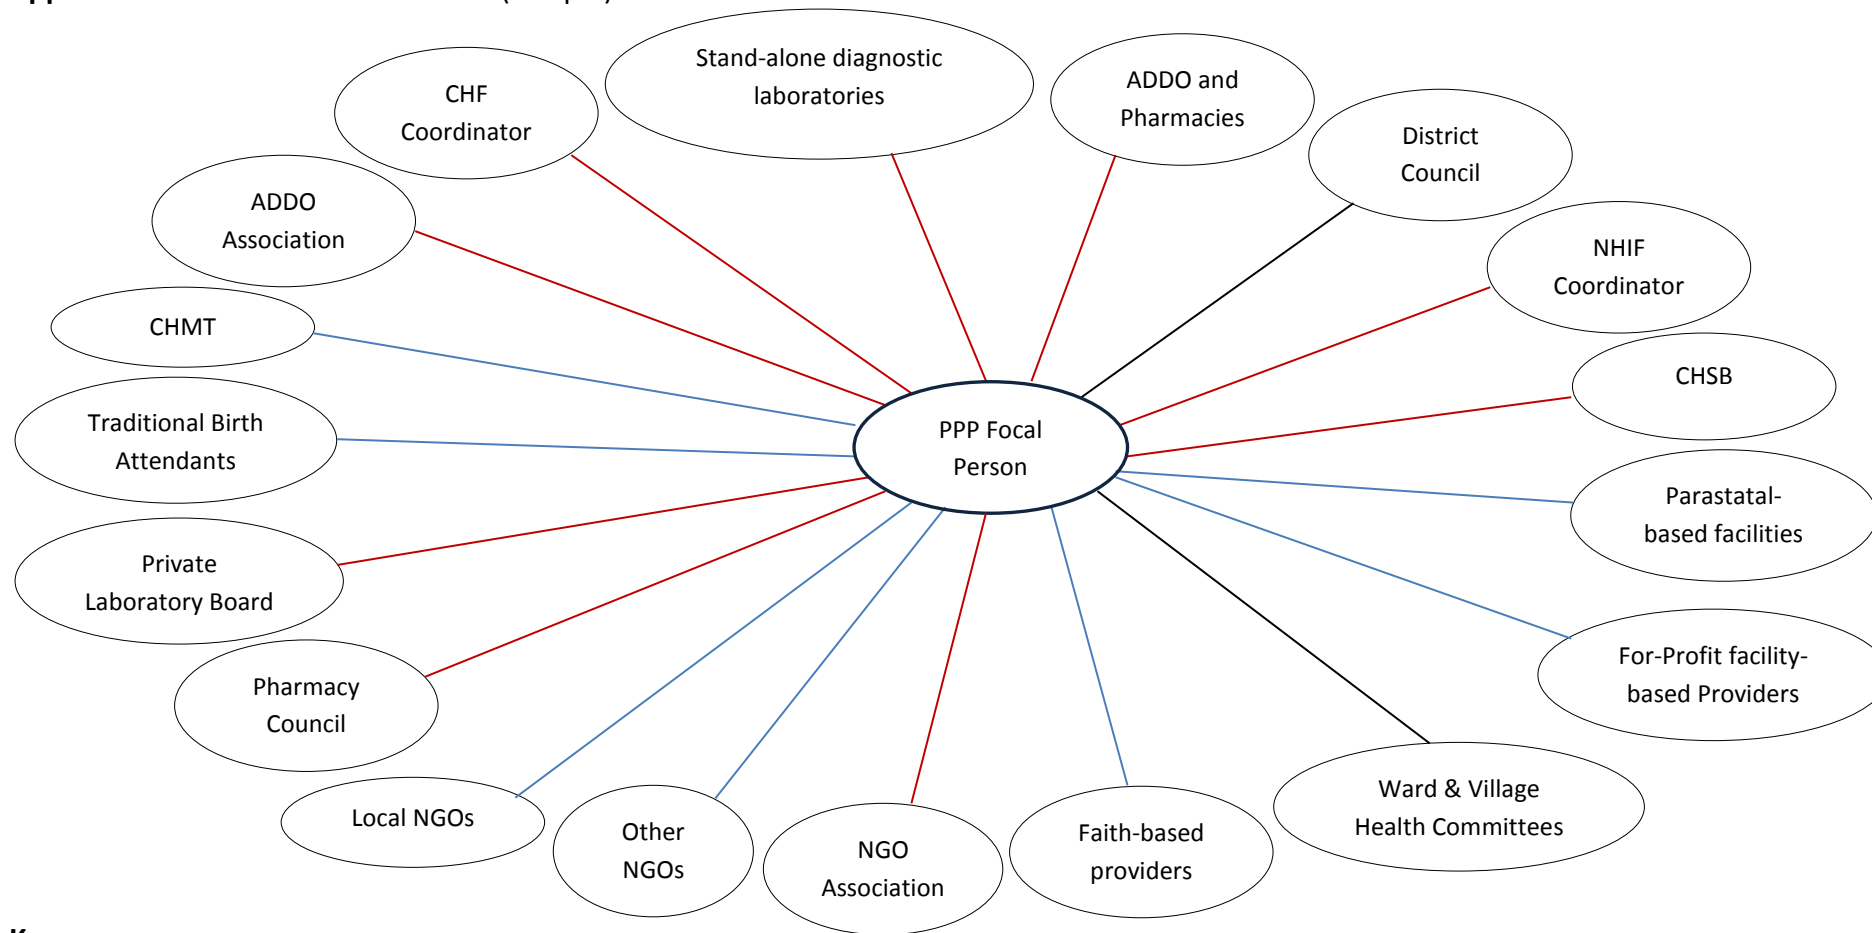 Stand-alone diagnostic
laboratories
ADDO and
Pharmacies
CHF
Coordinator
District
Council
ADDO
Association
NHIF
Coordinator
CHMT
CHSB
Traditional Birth
Attendants
PPP Focal
Person
Parastatal-
based facilities
Private
Laboratory Board
For-Profit facility-
based Providers
Pharmacy
Council
Ward & Village
Health Committees
Local NGOs
Other
NGOs
NGO
Association
Faith-based
providers